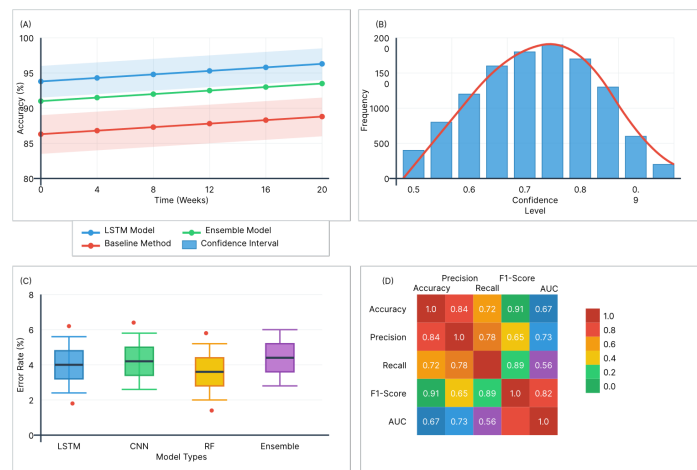 (A)
100
95
90
85
80
Accuracy (%)
0 4 8 12 16 20
Time (Weeks)
LSTM Model
Ensemble Model
Baseline Method
Confidence Interval
(B)
200
0
150
0
1000
500
0
Frequency
0.5 0.6 0.7 0.8 0.
9
Confidence
Level
(C)
8
6
4
2
0
Error Rate (%)
LSTM CNN RF Ensemble
Model Types
(D)
Precision F1-Score
Accuracy Recall AUC
Accuracy 1.0 0.84 0.72 0.91 0.67
Precision 0.84 1.0 0.78 0.65 0.73
Recall 0.72 0.78 0.89 0.56
F1-Score 0.91 0.65 0.89 1.0 0.82
AUC 0.67 0.73 0.56 1.0
1.0
0.8
0.6
0.4
0.2
0.0